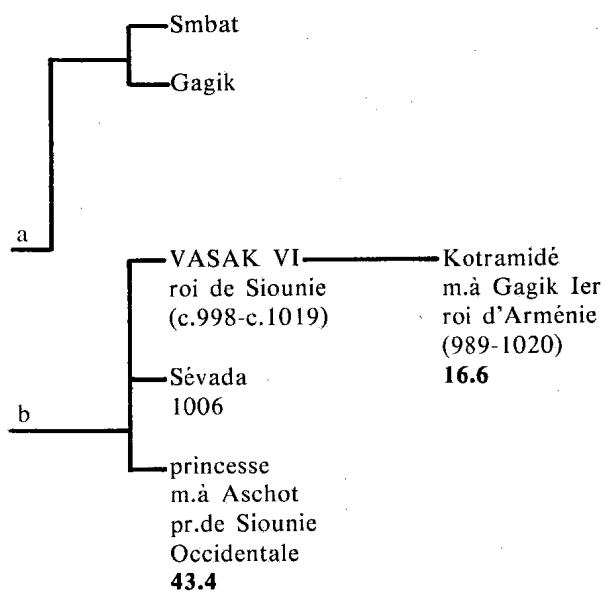 Smbat
Gagik
a
VASAK VI
roi de Siounie
(c.998-c.1019)
Kotramidé
m.à Gagik Ier
roi d'Arménie
(989-1020)
16.6
Sévada
1006
b
princesse
m.à Aschot
pr.de Siounie
Occidentale
43.4